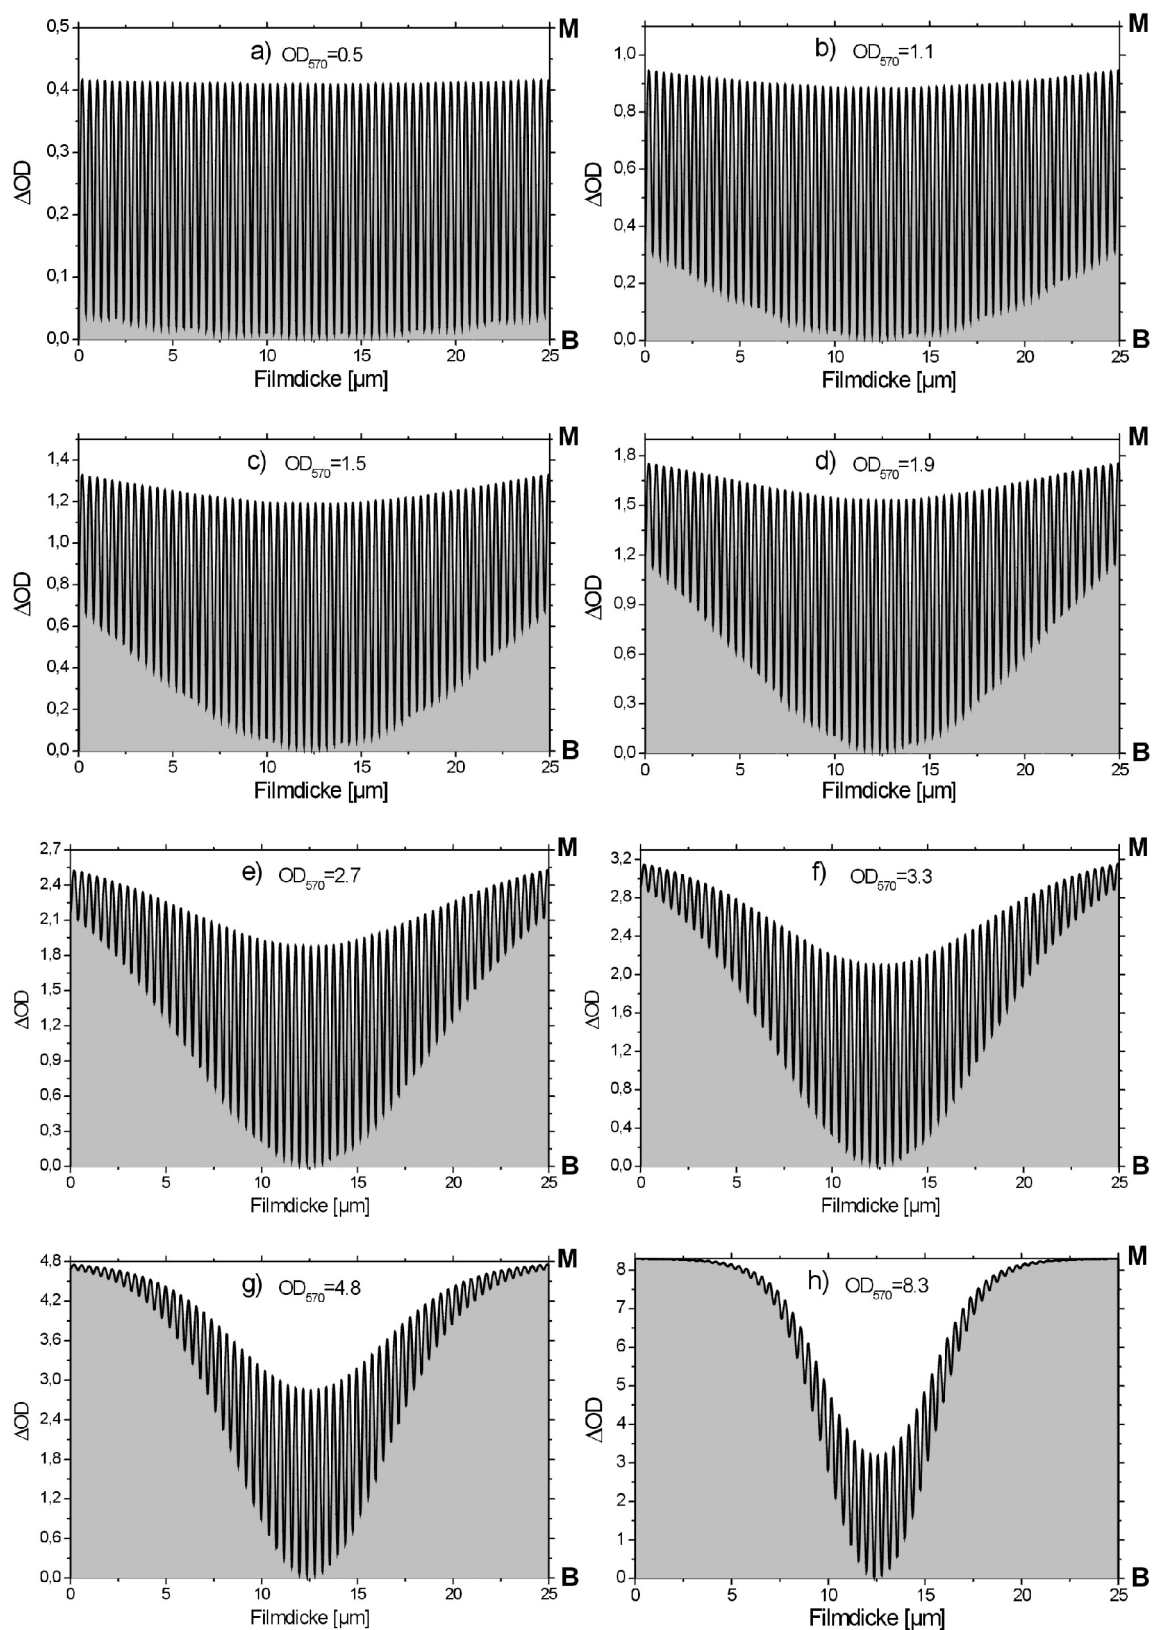 0,5 M
a) OD570=0.5
0,4
0,3
ΔOD
0,2
0,1
0,0 B
0 5 10 15 20 25
Filmdicke [µm]
M
1,0
b) OD570=1.1
0,8
0,6
ΔOD
0,4
0,2
0,0 B
0 5 10 15 20 25
Filmdicke [µm]
M
1,4
c) OD570=1.5
1,2
1,0
0,8
ΔOD
0,6
0,4
0,2
0,0 B
0 5 10 15 20 25
Filmdicke [µm]
M
1,8
d) OD570=1.9
1,5
1,2
ΔOD
0,9
0,6
0,3
0,0 B
0 5 10 15 20 25
Filmdicke [µm]
2,7 M
e) OD570=2.7
2,4
2,1
1,8
1,5
ΔOD
1,2
0,9
0,6
0,3
0,0 B
0 5 10 15 20 25
Filmdicke [µm]
M
3,2
f) OD570=3.3
2,8
2,4
2,0
1,6
ΔOD
1,2
0,8
0,4
0,0 B
0 5 10 15 20 25
Filmdicke [µm]
4,8 M
g) OD570=4.8
4,2
3,6
3,0
ΔOD
2,4
1,8
1,2
0,6
0,0 B
0 5 10 15 20 25
Filmdicke [µm]
M
8
h) OD570=8.3
7
6
5
ΔOD
4
3
2
1
0 B
0 5 10 15 20 25
Filmdicke [µm]